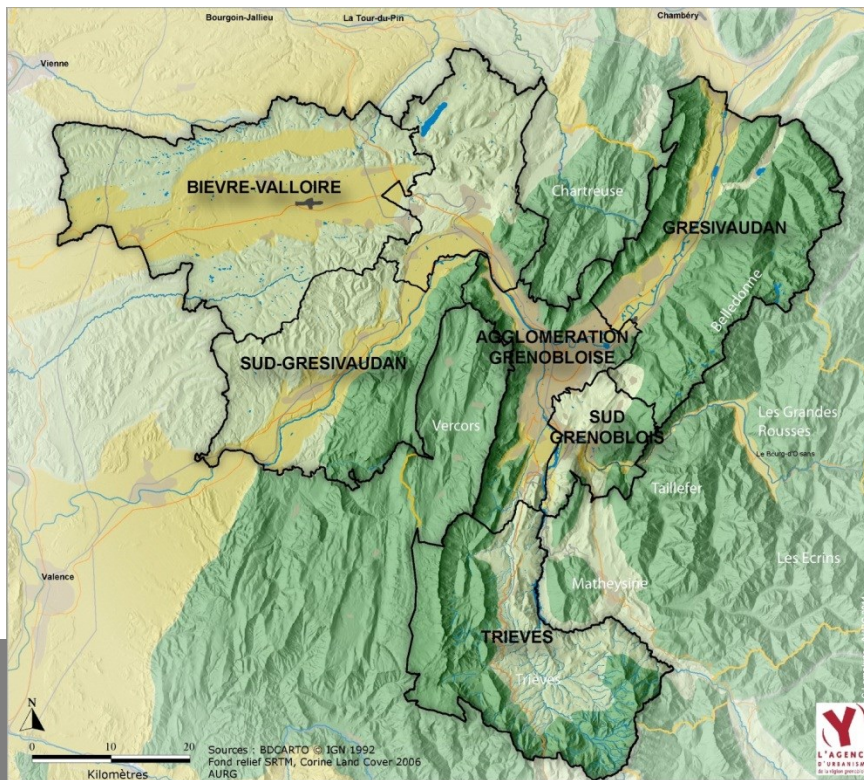 Bourgoin-Jallieu
La Tour-du-Pin
Chambéry
Vienne
BIEVRE-VALLOIRE
Chartreuse
GRESIVAUDAN
Belledonne
AGGLOMERATION
GRENOBLOISE
SUD-GRESIVAUDAN
SUD
GRENOBLOIS
Vercors
Les Grandes
Rousses
Le Bourg-d'Oisans
Taillefer
Les Ecrins
Valence
Matheysine
TRIEVES
Trièves
N
0 10 20
Kilomètres
Sources : BDCARTO © IGN 1992
Fond relief SRTM, Corine Land Cover 2006
AURG
Y
L'AGENCE
D'URBANISME